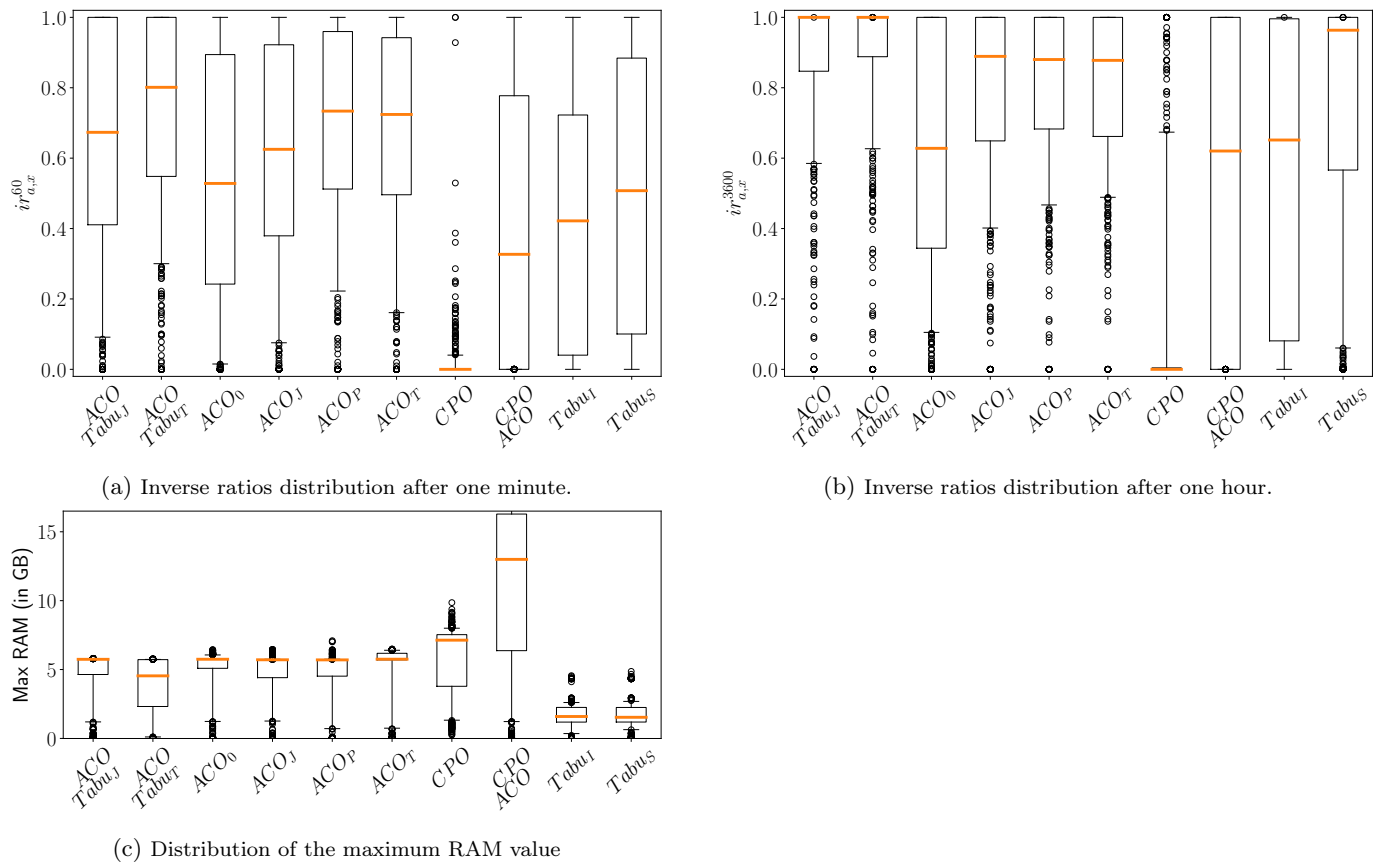 1.0
0.8
0.6
0.4
0.2
0.0
ir^{60}_{a,x}
ACO Tabu_J
ACO Tabu_T
ACO_0
ACO_J
ACO_P
ACO_T
CPO
CPO ACO
Tabu_I
Tabu_S
(a) Inverse ratios distribution after one minute.
1.0
0.8
0.6
0.4
0.2
0.0
ir^{3600}_{a,x}
ACO Tabu_J
ACO Tabu_T
ACO_0
ACO_J
ACO_P
ACO_T
CPO
CPO ACO
Tabu_I
Tabu_S
(b) Inverse ratios distribution after one hour.
15
10
5
0
Max RAM (in GB)
ACO Tabu_J
ACO Tabu_T
ACO_0
ACO_J
ACO_P
ACO_T
CPO
CPO ACO
Tabu_I
Tabu_S
(c) Distribution of the maximum RAM value